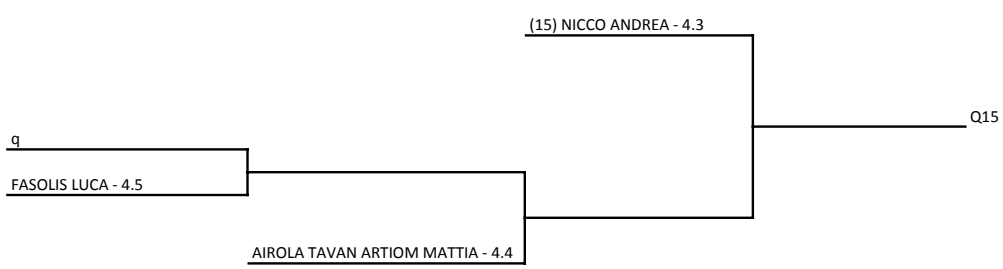 (15) NICCO ANDREA - 4.3
Q15
q
FASOLIS LUCA - 4.5
AIROLA TAVAN ARTIOM MATTIA - 4.4